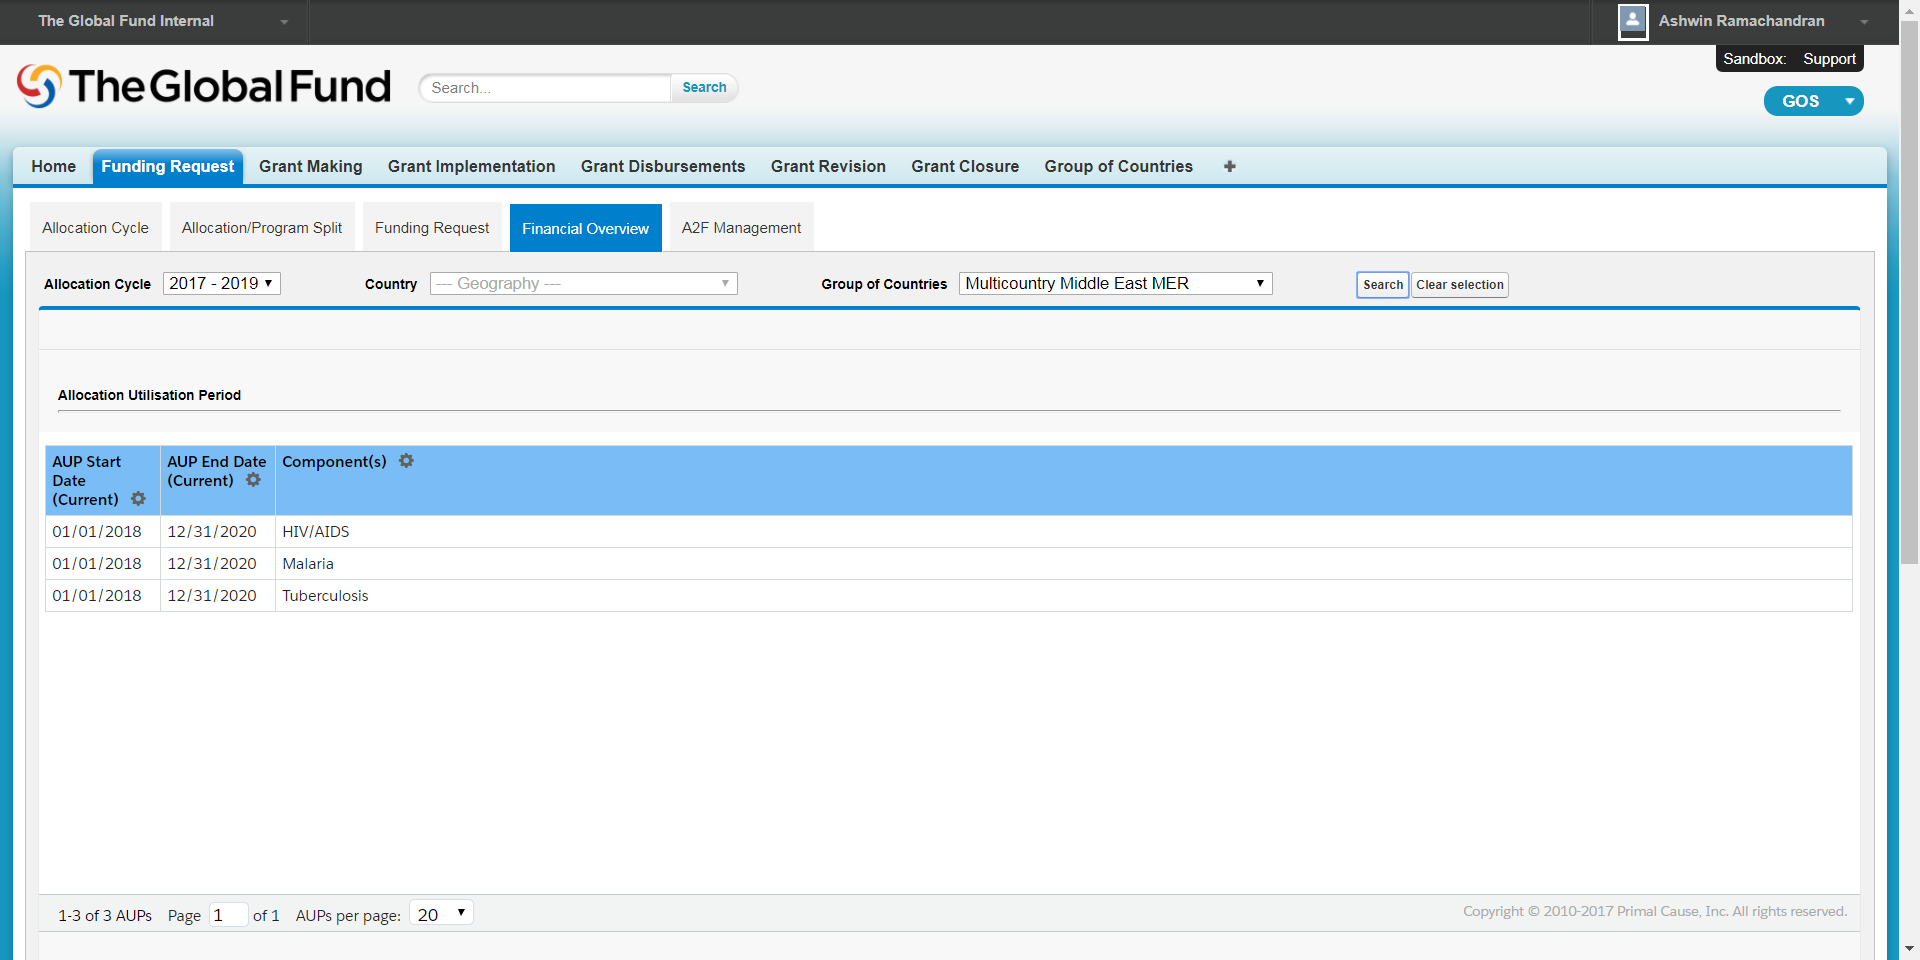 The Global Fund Internal
Ashwin Ramachandran
Sandbox: Support
TheGlobalFund
Search...
Search
GOS
Home Funding Request Grant Making Grant Implementation Grant Disbursements Grant Revision Grant Closure Group of Countries +
Allocation Cycle Allocation/Program Split Funding Request Financial Overview A2F Management
Allocation Cycle 2017 - 2019 Country --- Geography --- Group of Countries Multicountry Middle East MER Search Clear selection
Allocation Utilisation Period
AUP Start Date (Current) AUP End Date (Current) Component(s)
01/01/2018 12/31/2020 HIV/AIDS
01/01/2018 12/31/2020 Malaria
01/01/2018 12/31/2020 Tuberculosis
1-3 of 3 AUPs Page 1 of 1 AUPs per page: 20
Copyright © 2010-2017 Primal Cause, Inc. All rights reserved.